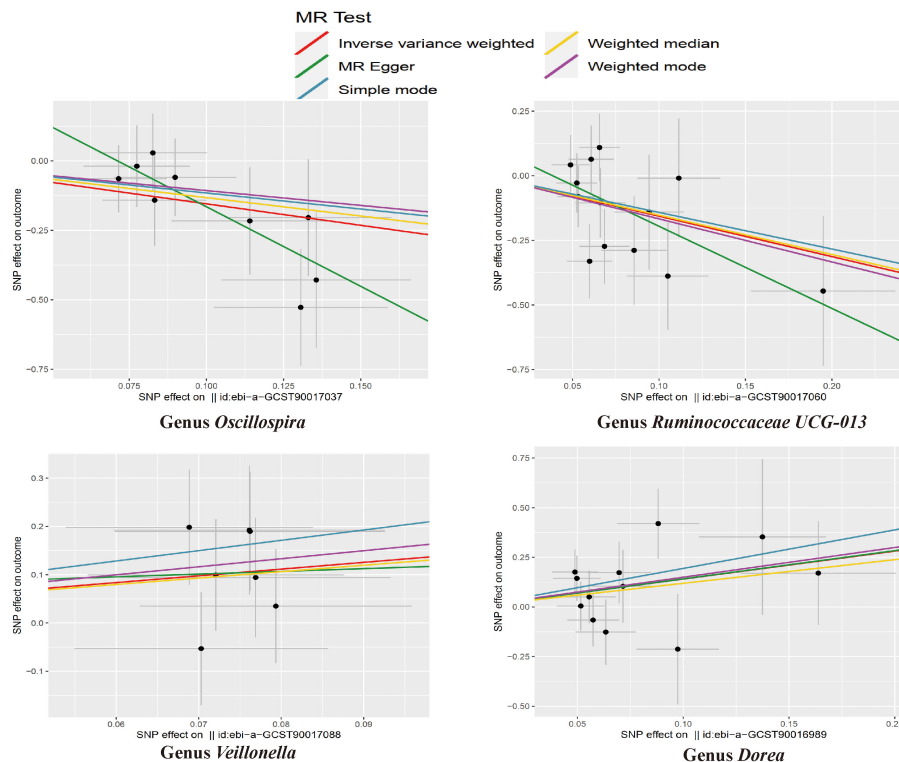 MR Test
Inverse variance weighted
Weighted median
MR Egger
Weighted mode
Simple mode
SNP effect on outcome
0.00
−0.25
−0.50
−0.75
0.075
0.100
0.125
0.150
SNP effect on || id:ebi-a-GCST90017037
Genus Oscillospira
SNP effect on outcome
0.25
0.00
−0.25
−0.50
−0.75
0.05
0.10
0.15
0.20
SNP effect on || id:ebi-a-GCST90017060
Genus Ruminococcaceae UCG-013
SNP effect on outcome
0.3
0.2
0.1
0.0
−0.1
0.06
0.07
0.08
0.09
SNP effect on || id:ebi-a-GCST90017088
Genus Veillonella
SNP effect on outcome
0.75
0.50
0.25
0.00
−0.25
−0.50
0.05
0.10
0.15
SNP effect on || id:ebi-a-GCST90016989
Genus Dorea